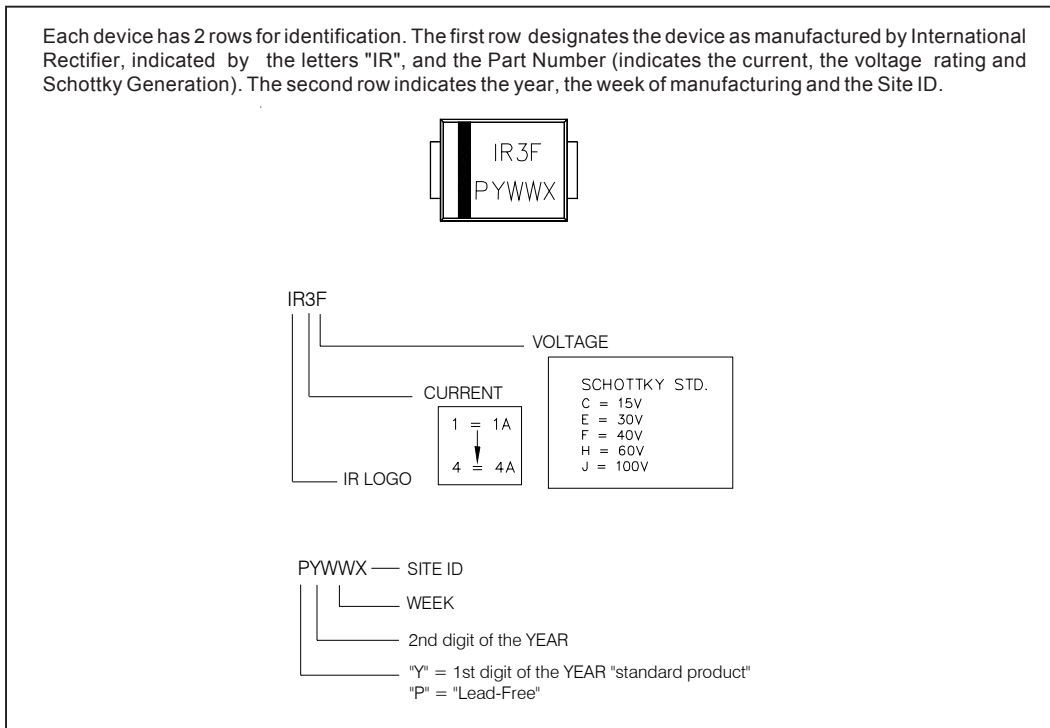 Each device has 2 rows for identification. The first row designates the device as manufactured by International
Rectifier, indicated by the letters "IR", and the Part Number (indicates the current, the voltage rating and
Schottky Generation). The second row indicates the year, the week of manufacturing and the Site ID.
IR3F
PYWWX
IR3F
VOLTAGE
SCHOTTKY STD.
C = 15V
E = 30V
F = 40V
H = 60V
J = 100V
CURRENT
1 = 1A
4 = 4A
IR LOGO
PYWWX
SITE ID
WEEK
2nd digit of the YEAR
"Y" = 1st digit of the YEAR "standard product"
"P" = "Lead-Free"